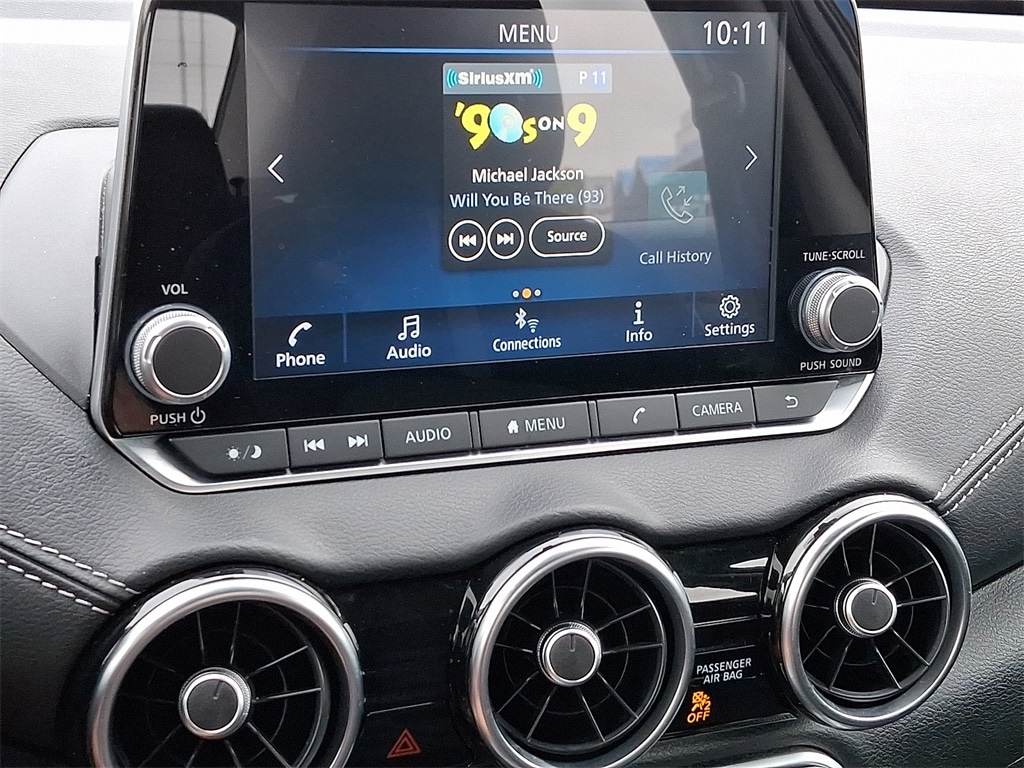 MENU 10:11
SiriusXM P 11
'90s ON 9
Michael Jackson
Will You Be There (93)
Source
Call History
Phone Audio Connections Info Settings
VOL
PUSH
TUNE·SCROLL
PUSH SOUND
AUDIO MENU CAMERA
PASSENGER
AIR BAG
2
OFF